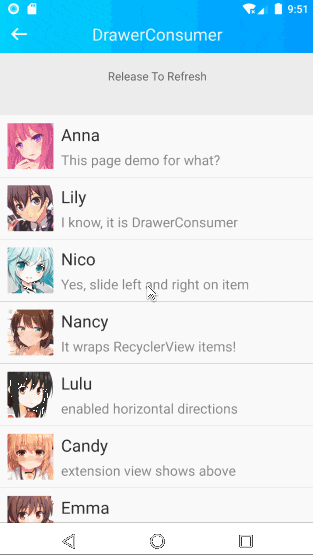 9:51
DrawerConsumer
Release To Refresh
Anna
This page demo for what?
Lily
I know, it is DrawerConsumer
Nico
Yes, slide left and right on item
Nancy
It wraps RecyclerView items!
Lulu
enabled horizontal directions
Candy
extension view shows above
Emma